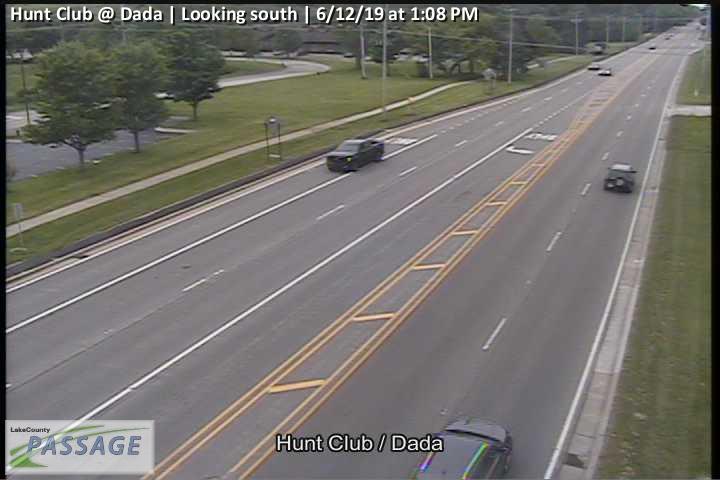 Hunt Club @ Dada | Looking south | 6/12/19 at 1:08 PM
LakeCounty
PASSAGE
Hunt Club / Dada